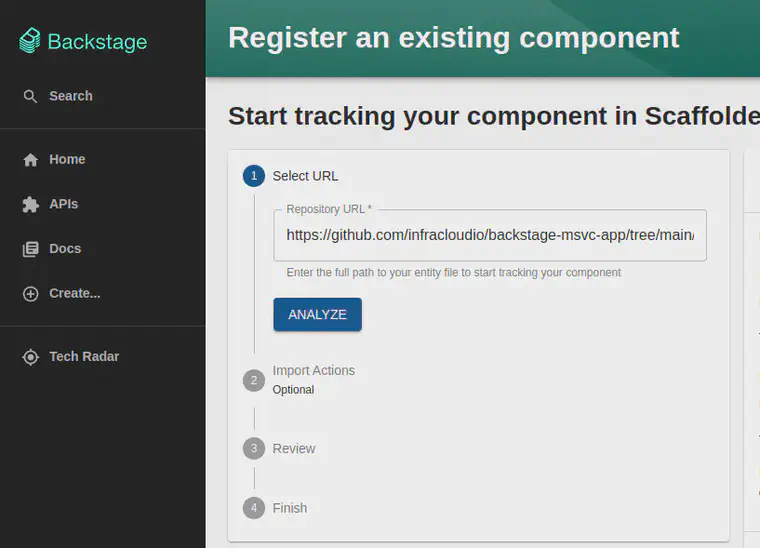 Backstage
Search
Home
APIs
Docs
Create...
Tech Radar
Register an existing component
Start tracking your component in Scaffolde
1 Select URL
Repository URL *
https://github.com/infracloudio/backstage-msvc-app/tree/main/
Enter the full path to your entity file to start tracking your component
ANALYZE
2 Import Actions
Optional
3 Review
4 Finish